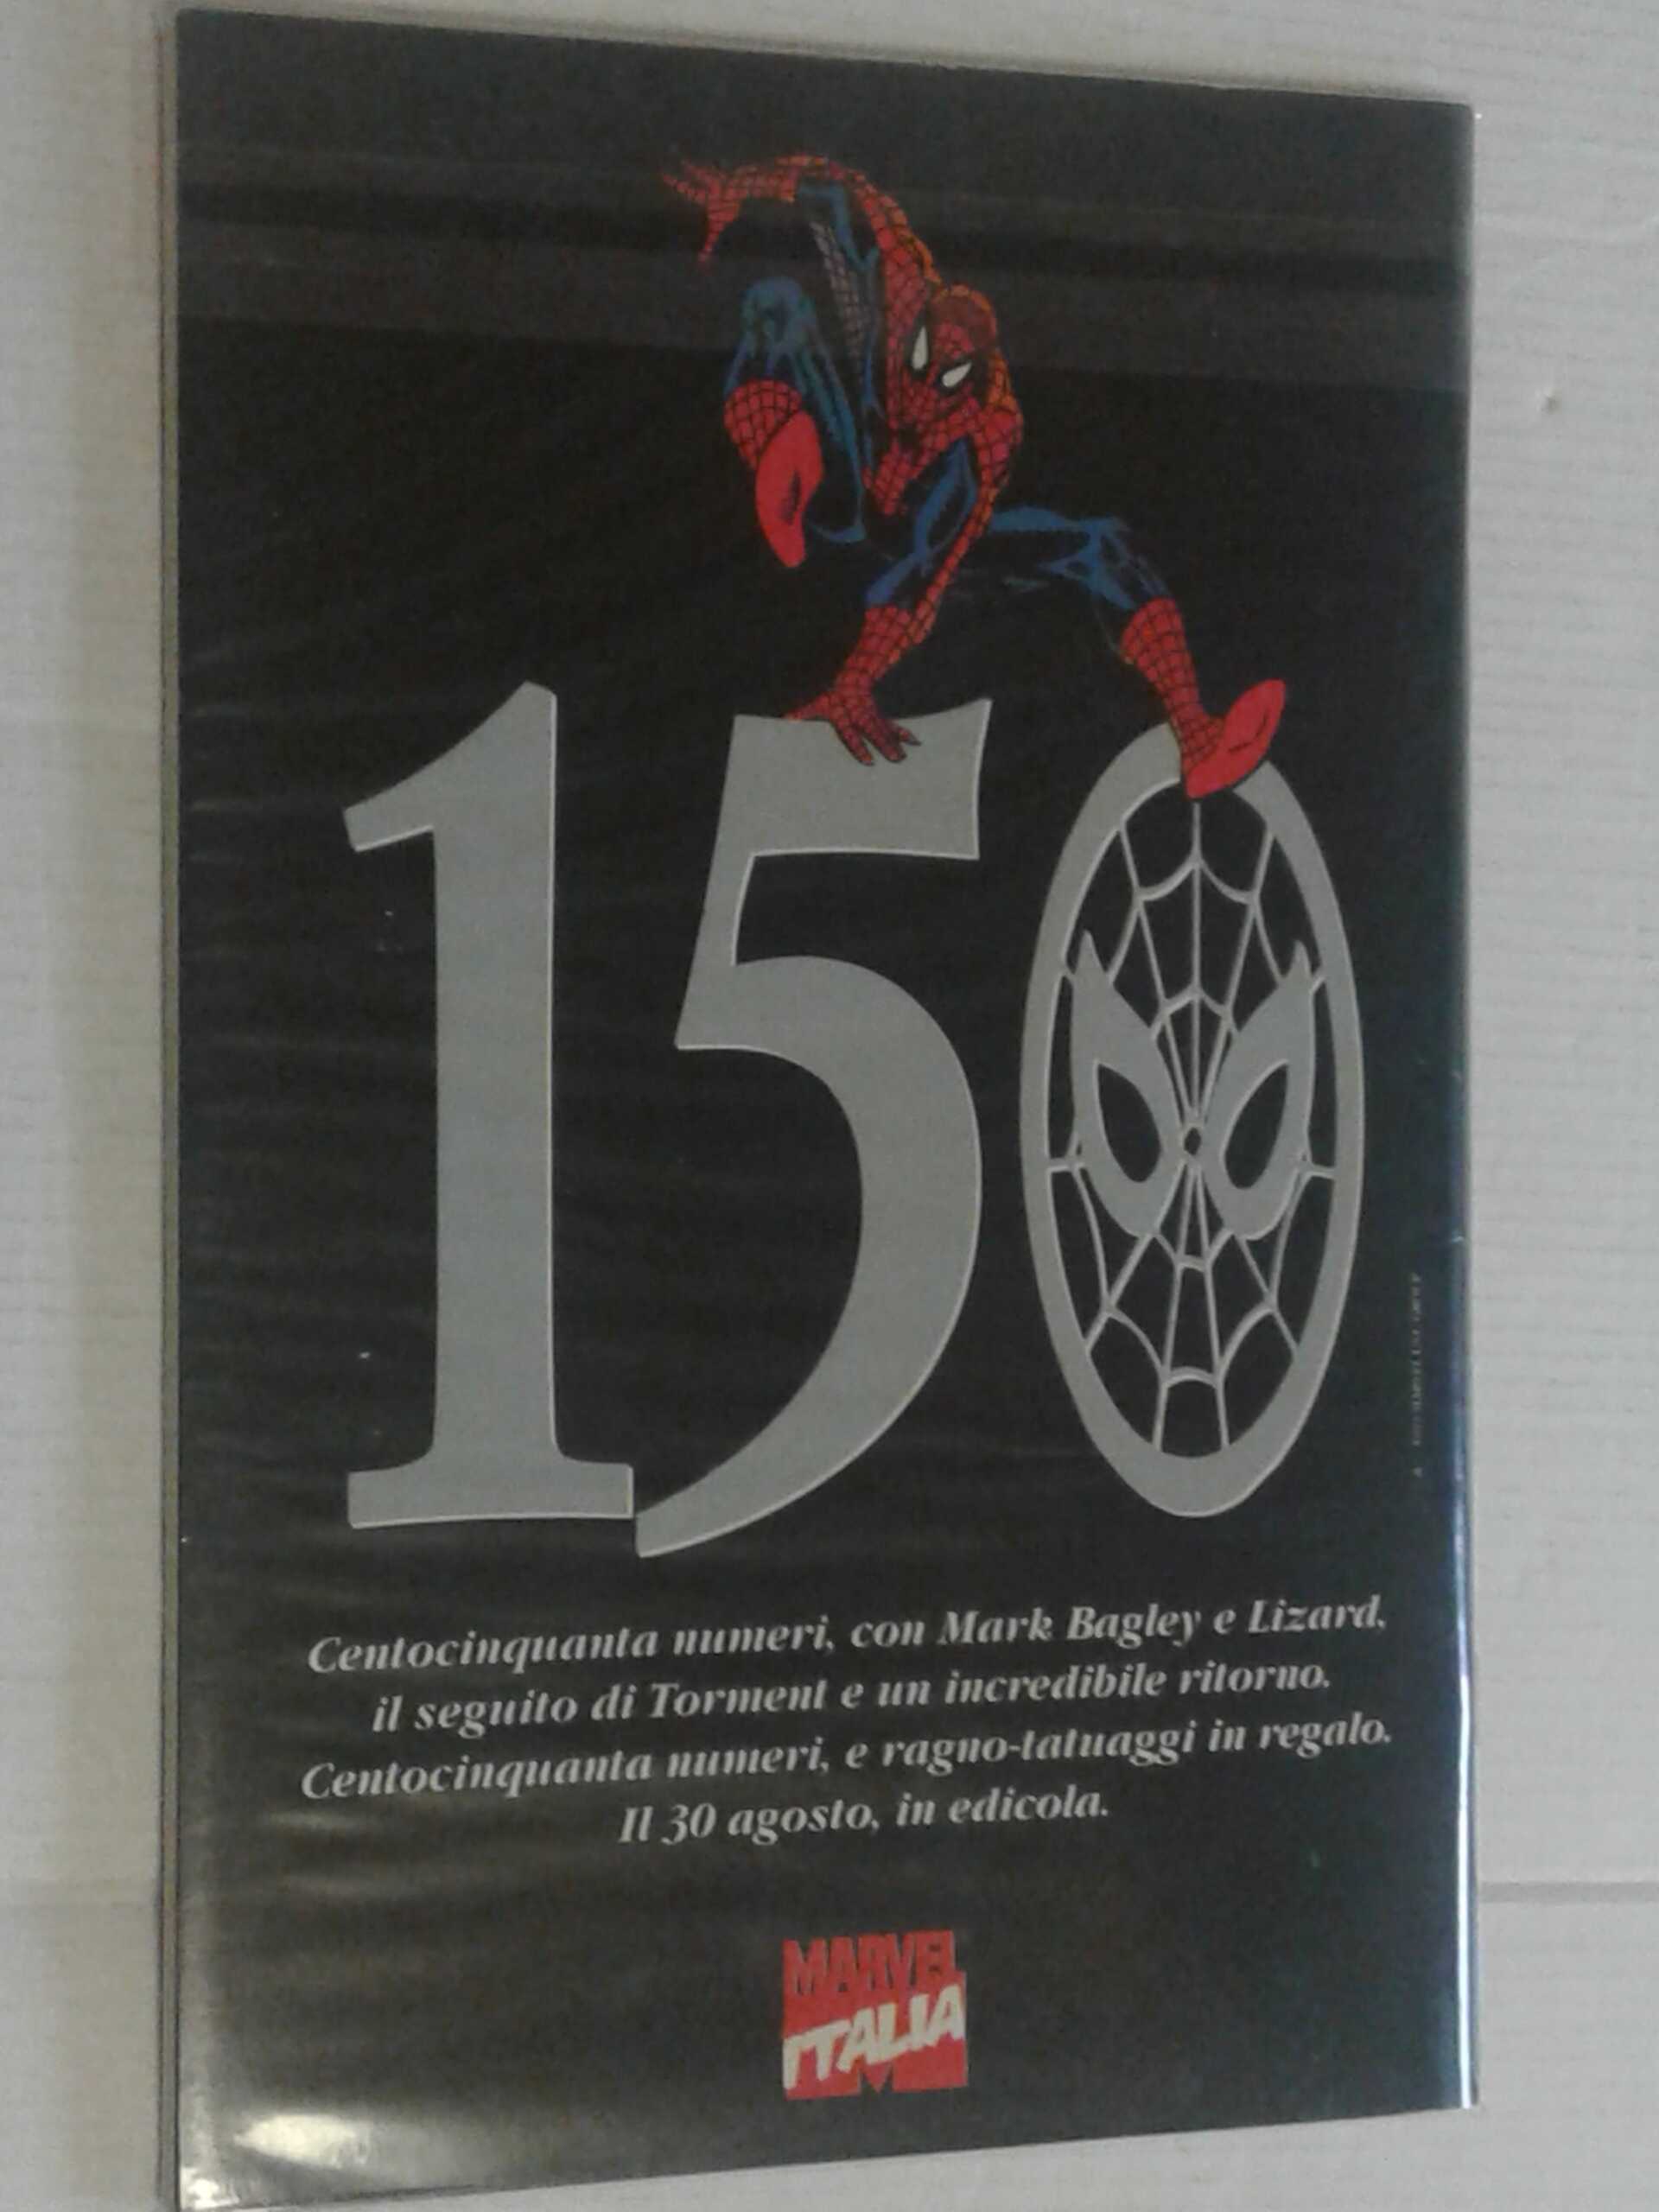 150
Centocinquanta numeri, con Mark Bagley e Lizard,
il seguito di Torment e un incredibile ritorno.
Centocinquanta numeri, e ragno-tatuaggi in regalo.
Il 30 agosto, in edicola.
MARVEL
ITALIA